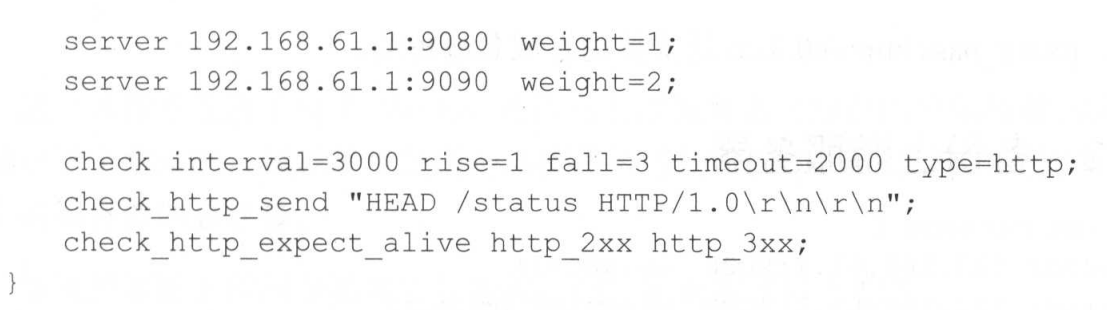 server 192.168.61.1:9080 weight=1;
server 192.168.61.1:9090 weight=2;
check interval=3000 rise=1 fall=3 timeout=2000 type=http;
check_http_send "HEAD /status HTTP/1.0\r\n\r\n";
check_http_expect_alive http_2xx http_3xx;
}